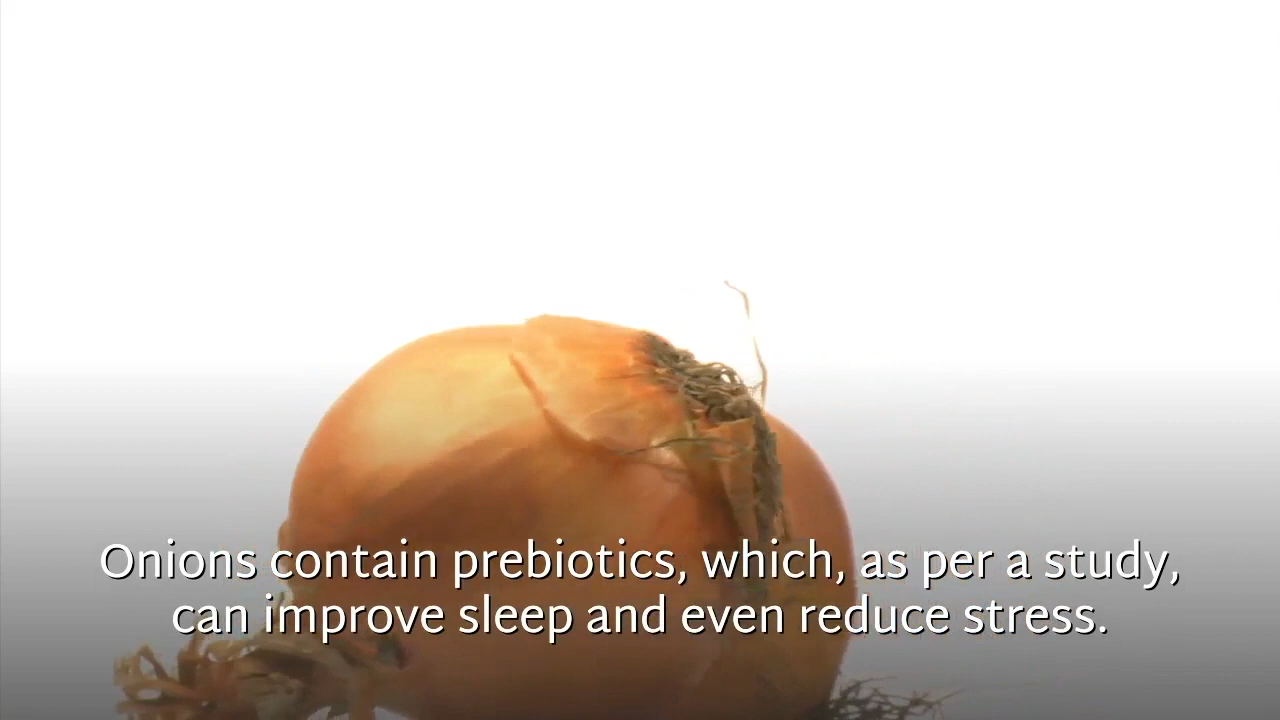 Onions contain prebiotics, which, as per a study,
can improve sleep and even reduce stress.